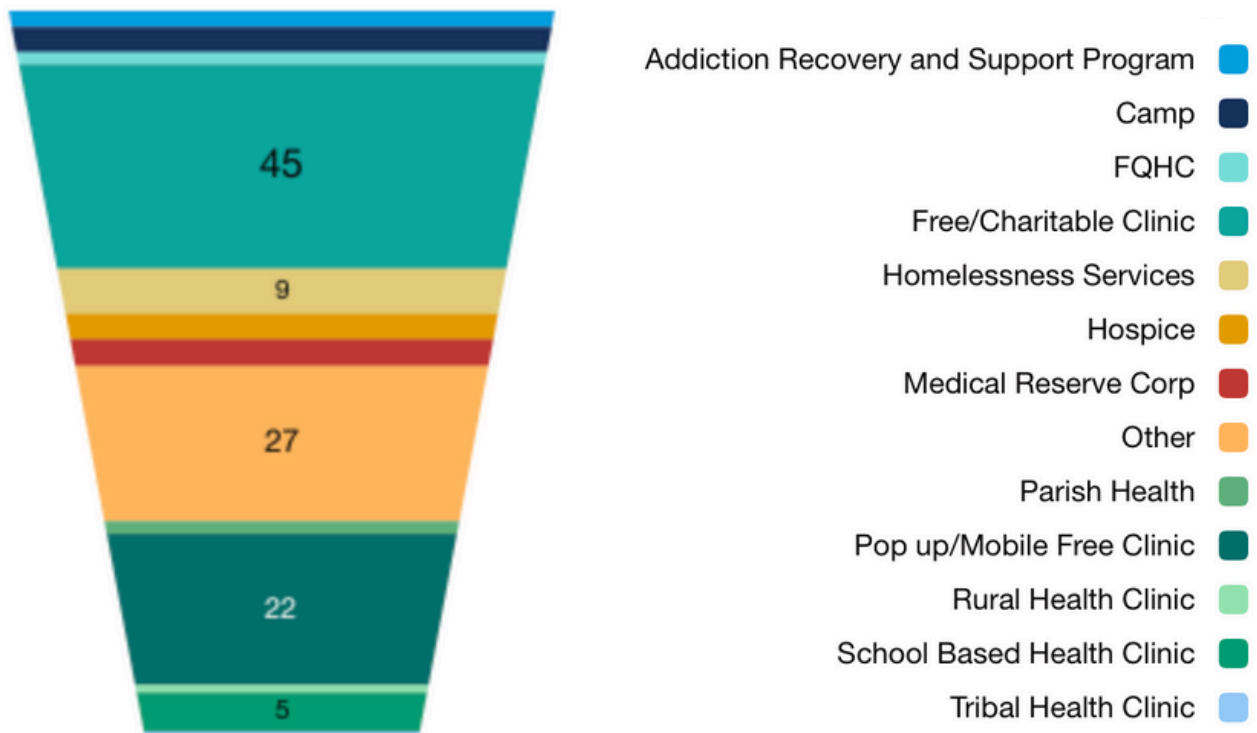 45
9
27
22
5
Addiction Recovery and Support Program
Camp
FQHC
Free/Charitable Clinic
Homelessness Services
Hospice
Medical Reserve Corp
Other
Parish Health
Pop up/Mobile Free Clinic
Rural Health Clinic
School Based Health Clinic
Tribal Health Clinic